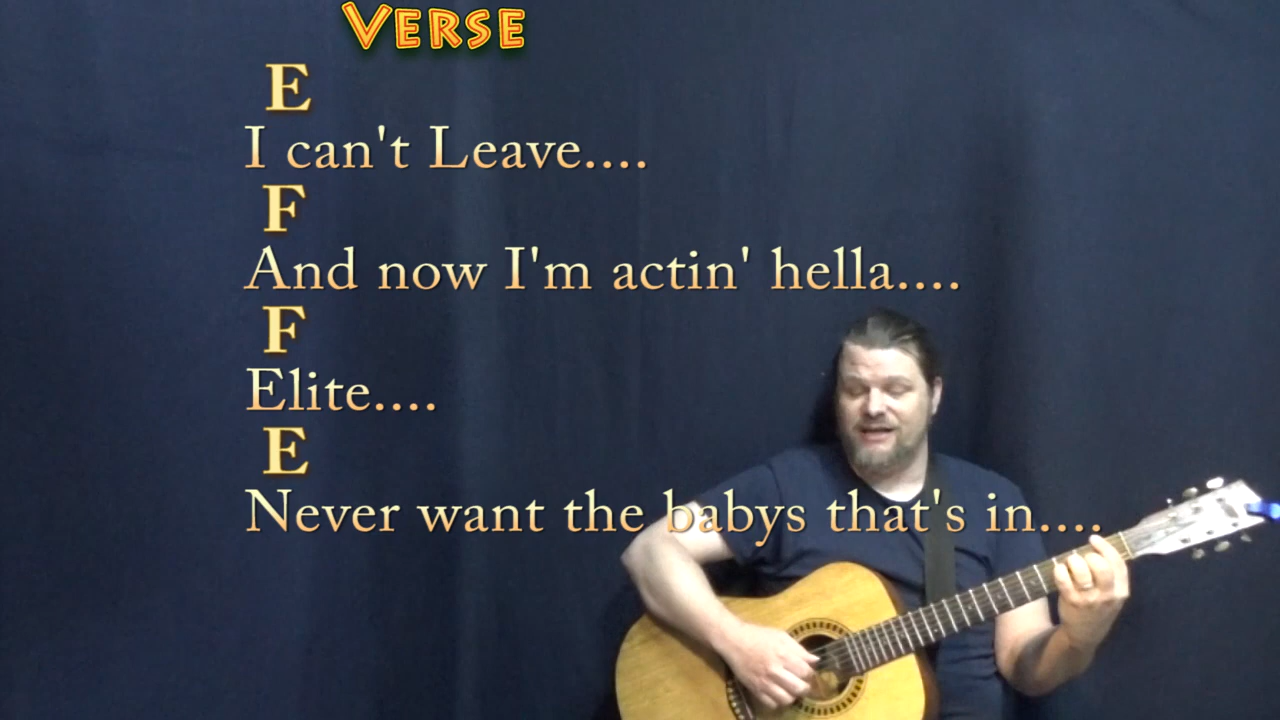 VERSE
E
I can't Leave....
F
And now I'm actin' hella....
F
Elite....
E
Never want the babys that's in....